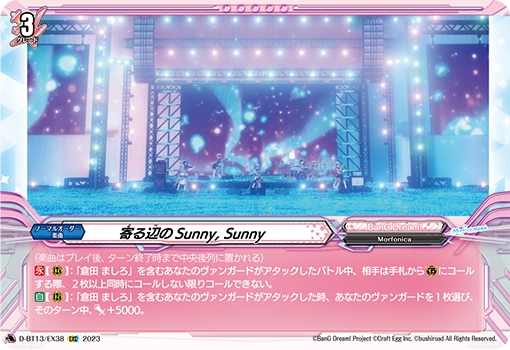 3
グレード
ノーマルオーダー
楽曲
寄る辺のSunny, Sunny
BanG Dream!
Morfonica
(楽曲はプレイ後、ターン終了時まで中央後列に置かれる)
永【】:「倉田 ましろ」を含むあなたのヴァンガードがアタックしたバトル中、相手は手札からⒼにコール
する際、2枚以上同時にコールしない限りコールできない。
自【】:「倉田 ましろ」を含むあなたのヴァンガードがアタックした時、あなたのヴァンガードを1枚選び、
そのターン中、+5000。
D-BT13/EX38 2023
©BanG Dream! Project ©Craft Egg Inc. ©bushiroad All Rights Reserved.